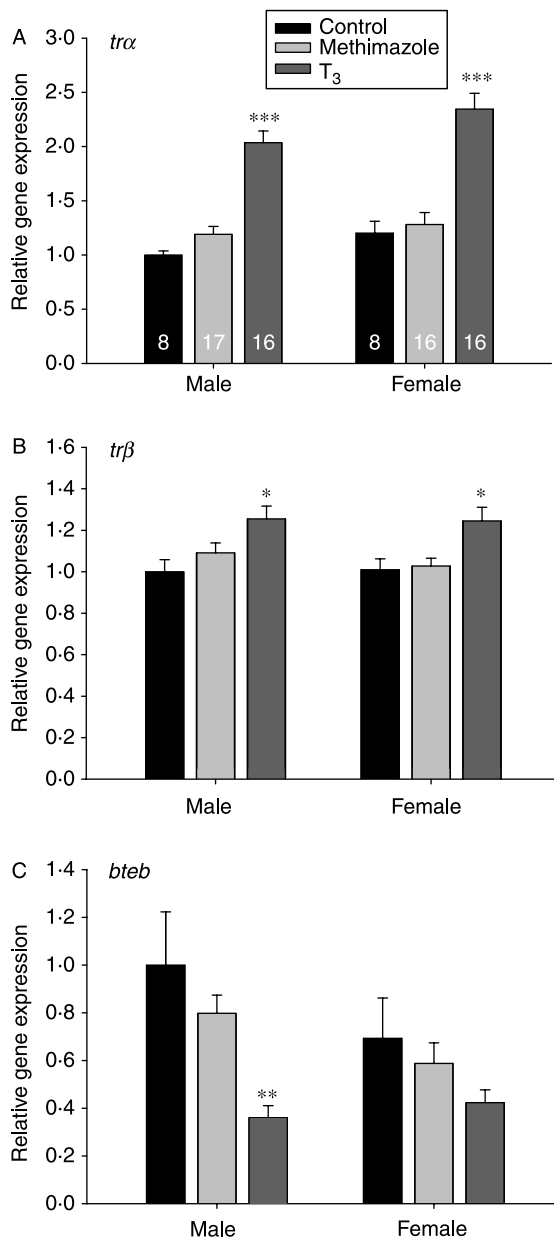 A
trα
Control
Methimazole
T3
Relative gene expression
3·0
2·5
2·0
1·5
1·0
0·5
0·0
***
***
8
17
16
8
16
16
Male
Female
B
trβ
Relative gene expression
1·6
1·4
1·2
1·0
0·8
0·6
0·4
0·2
0·0
*
*
Male
Female
C
bteb
Relative gene expression
1·4
1·2
1·0
0·8
0·6
0·4
0·2
0·0
**
Male
Female